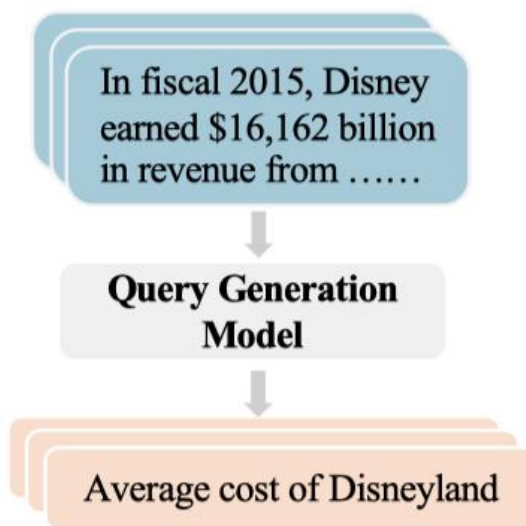 In fiscal 2015, Disney
earned $16,162 billion
in revenue from ……
Query Generation
Model
Average cost of Disneyland